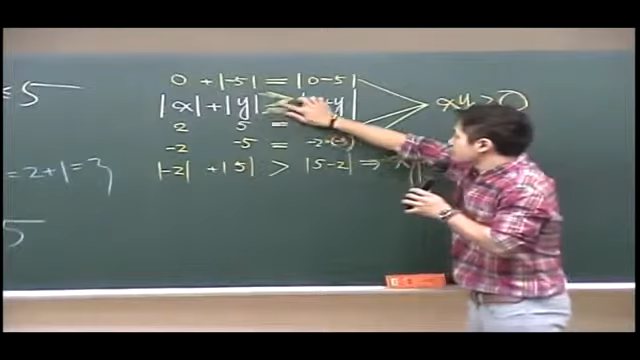 ≤ 5
0 + |-5| = |0-5|
|x| + |y| ≥ y|
xy ≥ 0
2 5 =
-2 -5 = -2+(-5)
= 2+1=3
|-2| + |5| > |5-2| ⇒
5